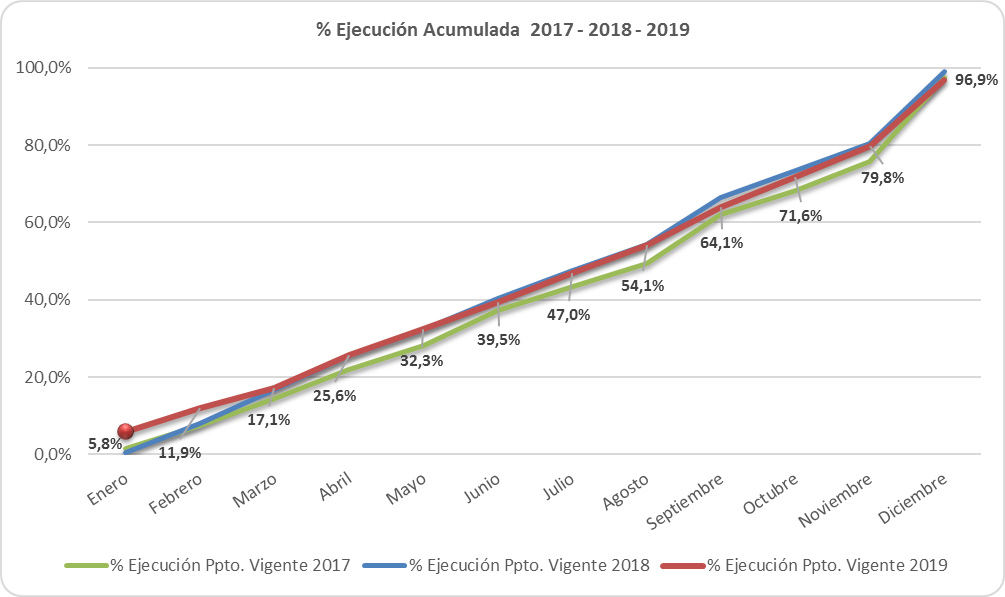 % Ejecución Acumulada 2017 - 2018 - 2019
100,0%
80,0%
60,0%
40,0%
20,0%
0,0%
5,8%
11,9%
17,1%
25,6%
32,3%
39,5%
47,0%
54,1%
64,1%
71,6%
79,8%
96,9%
Enero
Febrero
Marzo
Abril
Mayo
Junio
Julio
Agosto
Septiembre
Octubre
Noviembre
Diciembre
% Ejecución Ppto. Vigente 2017
% Ejecución Ppto. Vigente 2018
% Ejecución Ppto. Vigente 2019